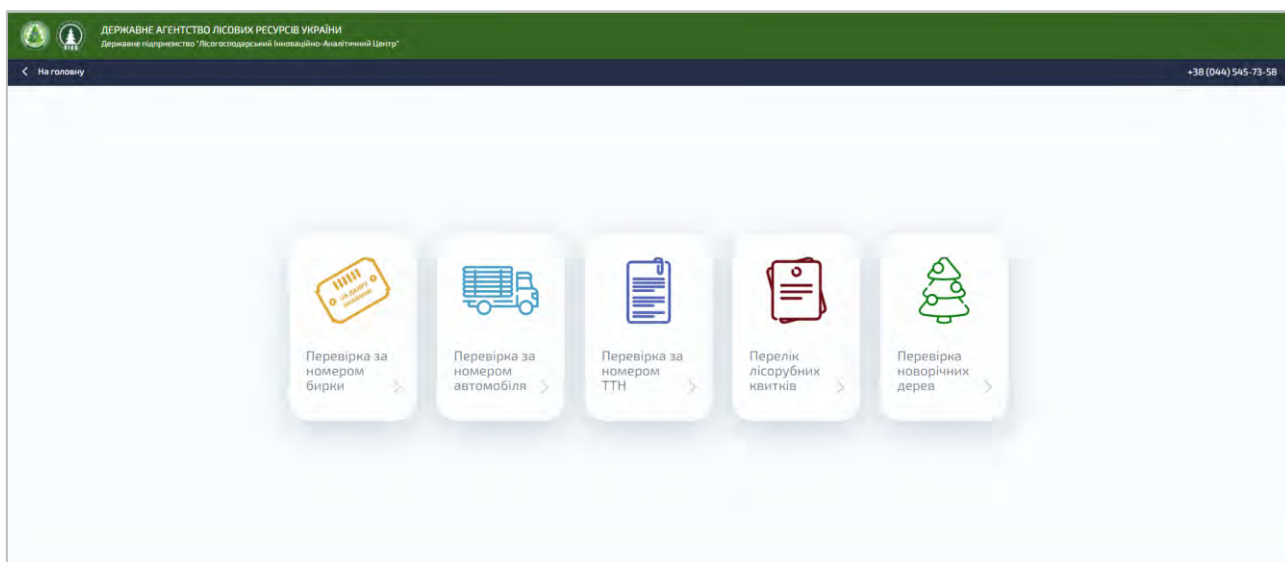 ДЕРЖАВНЕ АГЕНТСТВО ЛІСОВИХ РЕСУРСІВ УКРАЇНИ
Державне підприємство "Лісогосподарський Інноваційно-Аналітичний Центр"
На головну
+38 (044) 545-73-58
Перевірка за
номером
бирки
Перевірка за
номером
автомобіля
Перевірка за
номером
ТТН
Перелік
лісорубних
квитків
Перевірка
новорічних
дерев